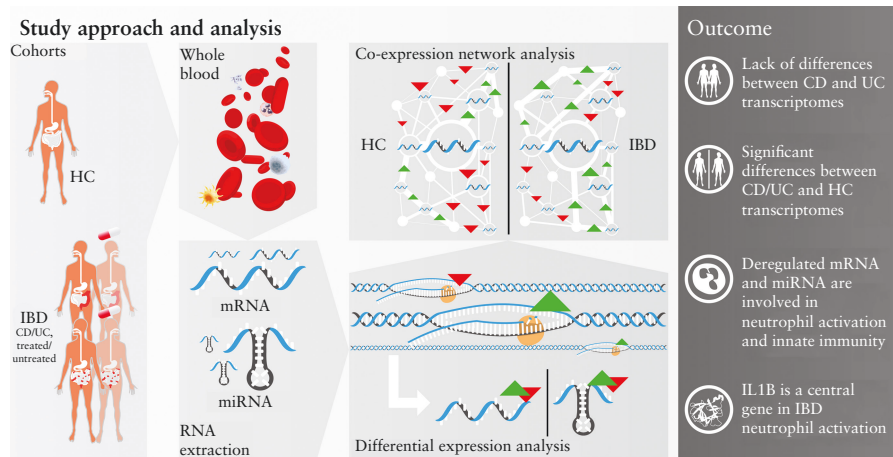 Study approach and analysis
Cohorts
HC
IBD
CD/UC,
treated/
untreated
Whole
blood
mRNA
miRNA
RNA
extraction
Co-expression network analysis
HC
IBD
Differential expression analysis
Outcome
Lack of differences
between CD and UC
transcriptomes
Significant
differences between
CD/UC and HC
transcriptomes
Deregulated mRNA
and miRNA are
involved in
neutrophil activation
and innate immunity
IL1B is a central
gene in IBD
neutrophil activation